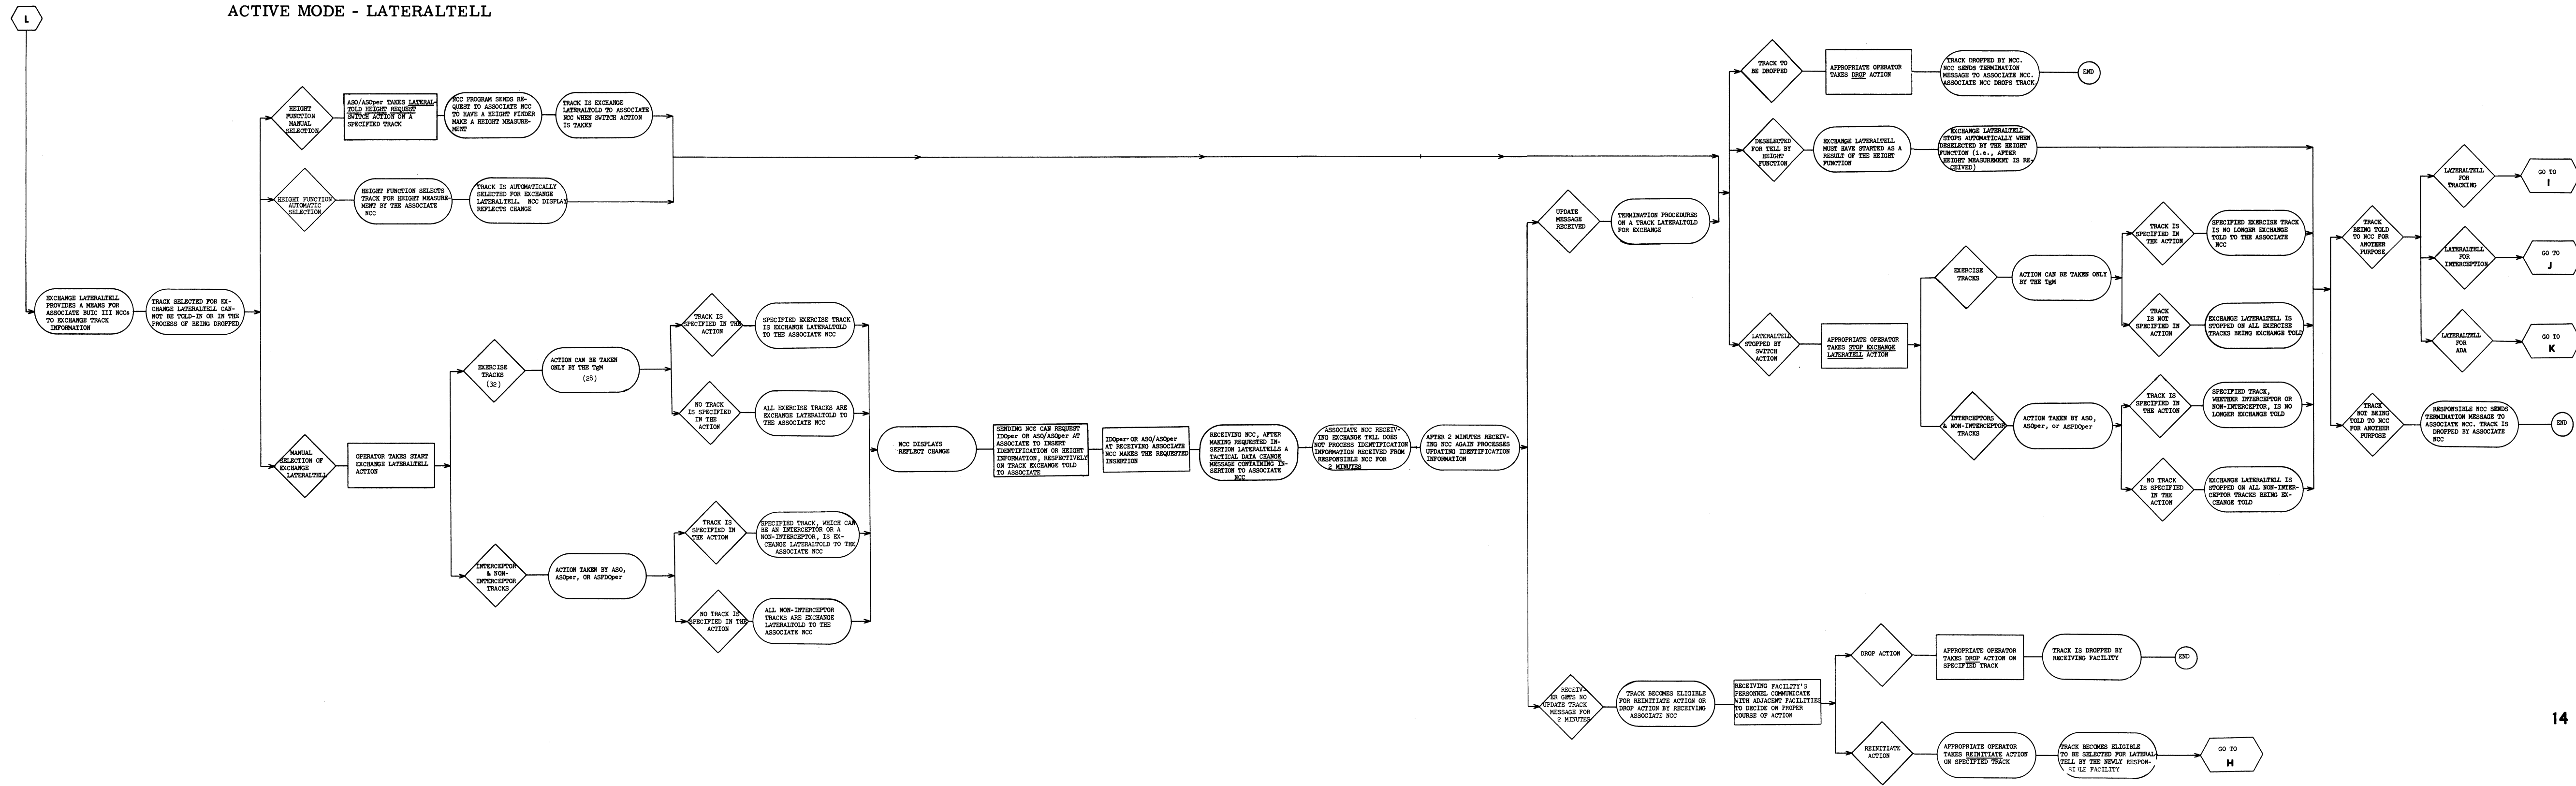 L
ACTIVE MODE - LATERALTELL
EXCHANGE LATERALTELL
PROVIDES A MEANS FOR
ASSOCIATE BUIC III NCCs
TO EXCHANGE TRACK
INFORMATION
TRACK SELECTED FOR EX-
CHANGE LATERALTELL CAN-
NOT BE TOLD-IN OR IN THE
PROCESS OF BEING DROPPED
HEIGHT
FUNCTION
MANUAL
SELECTION
ASO/ASOper TAKES LATERAL-
TOLD HEIGHT REQUEST
SWITCH ACTION ON A
SPECIFIED TRACK
NCC PROGRAM SENDS RE-
QUEST TO ASSOCIATE NCC
TO HAVE A HEIGHT FINDER
MAKE A HEIGHT MEASURE-
MENT
TRACK IS EXCHANGE
LATERALTOLD TO ASSOCIATE
NCC WHEN SWITCH ACTION
IS TAKEN
HEIGHT FUNCTION
AUTOMATIC
SELECTION
HEIGHT FUNCTION SELECTS
TRACK FOR HEIGHT MEASURE-
MENT BY THE ASSOCIATE
NCC
TRACK IS AUTOMATICALLY
SELECTED FOR EXCHANGE
LATERALTELL. NCC DISPLAY
REFLECTS CHANGE
MANUAL
SELECTION OF
EXCHANGE
LATERALTELL
OPERATOR TAKES START
EXCHANGE LATERALTELL
ACTION
EXERCISE
TRACKS
(32)
ACTION CAN BE TAKEN
ONLY BY THE TgM
(28)
TRACK IS
SPECIFIED IN THE
ACTION
SPECIFIED EXERCISE TRACK
IS EXCHANGE LATERALTOLD
TO THE ASSOCIATE NCC
NO TRACK
IS SPECIFIED
IN THE
ACTION
ALL EXERCISE TRACKS ARE
EXCHANGE LATERALTOLD TO
THE ASSOCIATE NCC
INTERCEPTOR
& NON-
INTERCEPTOR
TRACKS
ACTION TAKEN BY ASO,
ASOper, OR ASPDOper
TRACK IS
SPECIFIED IN
THE ACTION
SPECIFIED TRACK, WHICH CAN
BE AN INTERCEPTOR OR A
NON-INTERCEPTOR, IS EX-
CHANGE LATERALTOLD TO THE
ASSOCIATE NCC
NO TRACK IS
SPECIFIED IN THE
ACTION
ALL NON-INTERCEPTOR
TRACKS ARE EXCHANGE
LATERALTOLD TO THE
ASSOCIATE NCC
NCC DISPLAYS
REFLECT CHANGE
SENDING NCC CAN REQUEST
IDOper OR ASO/ASOper AT
ASSOCIATE TO INSERT
IDENTIFICATION OR HEIGHT
INFORMATION, RESPECTIVELY
ON TRACK EXCHANGE TOLD
TO ASSOCIATE
IDOper OR ASO/ASOper
AT RECEIVING ASSOCIATE
NCC MAKES THE REQUESTED
INSERTION
RECEIVING NCC, AFTER
MAKING REQUESTED IN-
SERTION LATERALTELLS A
TACTICAL DATA CHANGE
MESSAGE CONTAINING IN-
SERTION TO ASSOCIATE
NCC
ASSOCIATE NCC RECEIV-
ING EXCHANGE TELL DOES
NOT PROCESS IDENTIFICATION
INFORMATION RECEIVED FROM
RESPONSIBLE NCC FOR
2 MINUTES
AFTER 2 MINUTES RECEIV-
ING NCC AGAIN PROCESSES
UPDATING IDENTIFICATION
INFORMATION
UPDATE
MESSAGE
RECEIVED
TERMINATION PROCEDURES
ON A TRACK LATERALTOLD
FOR EXCHANGE
TRACK TO
BE DROPPED
APPROPRIATE OPERATOR
TAKES DROP ACTION
TRACK DROPPED BY NCC.
NCC SENDS TERMINATION
MESSAGE TO ASSOCIATE NCC.
ASSOCIATE NCC DROPS TRACK
END
DESELECTED
FOR TELL BY
HEIGHT
FUNCTION
EXCHANGE LATERALTELL
MUST HAVE STARTED AS A
RESULT OF THE HEIGHT
FUNCTION
EXCHANGE LATERALTELL
STOPS AUTOMATICALLY WHEN
DESELECTED BY THE HEIGHT
FUNCTION (i.e., AFTER
HEIGHT MEASUREMENT IS RE-
CEIVED)
LATERALTELL
STOPPED BY
SWITCH
ACTION
APPROPRIATE OPERATOR
TAKES STOP EXCHANGE
LATERATELL ACTION
EXERCISE
TRACKS
ACTION CAN BE TAKEN ONLY
BY THE TgM
TRACK IS
SPECIFIED IN
THE ACTION
SPECIFIED EXERCISE TRACK
IS NO LONGER EXCHANGE
TOLD TO THE ASSOCIATE
NCC
TRACK
IS NOT
SPECIFIED IN
ACTION
EXCHANGE LATERALTELL IS
STOPPED ON ALL EXERCISE
TRACKS BEING EXCHANGE TOLD
INTERCEPTORS
& NON-INTERCEPTOR
TRACKS
ACTION TAKEN BY ASO,
ASOper, or ASPDOper
TRACK IS
SPECIFIED IN
THE ACTION
SPECIFIED TRACK,
WHETHER INTERCEPTOR OR
NON-INTERCEPTOR, IS NO
LONGER EXCHANGE TOLD
NO TRACK
IS SPECIFIED
IN THE
ACTION
EXCHANGE LATERALTELL IS
STOPPED ON ALL NON-INTER-
CEPTOR TRACKS BEING EX-
CHANGE TOLD
TRACK
BEING TOLD
TO NCC FOR
ANOTHER
PURPOSE
LATERALTELL
FOR
TRACKING
GO TO
I
LATERALTELL
FOR
INTERCEPTION
GO TO
J
LATERALTELL
FOR
ADA
GO TO
K
TRACK
NOT BEING
TOLD TO NCC
FOR ANOTHER
PURPOSE
RESPONSIBLE NCC SENDS
TERMINATION MESSAGE TO
ASSOCIATE NCC. TRACK IS
DROPPED BY ASSOCIATE
NCC
END
RECEIV-
ER GETS NO
UPDATE TRACK
MESSAGE FOR
2 MINUTES
TRACK BECOMES ELIGIBLE
FOR REINITIATE ACTION OR
DROP ACTION BY RECEIVING
ASSOCIATE NCC
RECEIVING FACILITY'S
PERSONNEL COMMUNICATE
WITH ADJACENT FACILITIES
TO DECIDE ON PROPER
COURSE OF ACTION
DROP ACTION
APPROPRIATE OPERATOR
TAKES DROP ACTION ON
SPECIFIED TRACK
TRACK IS DROPPED BY
RECEIVING FACILITY
END
REINITIATE
ACTION
APPROPRIATE OPERATOR
TAKES REINITIATE ACTION
ON SPECIFIED TRACK
TRACK BECOMES ELIGIBLE
TO BE SELECTED FOR LATERAL-
TELL BY THE NEWLY RESPON-
SIBLE FACILITY
GO TO
H
14